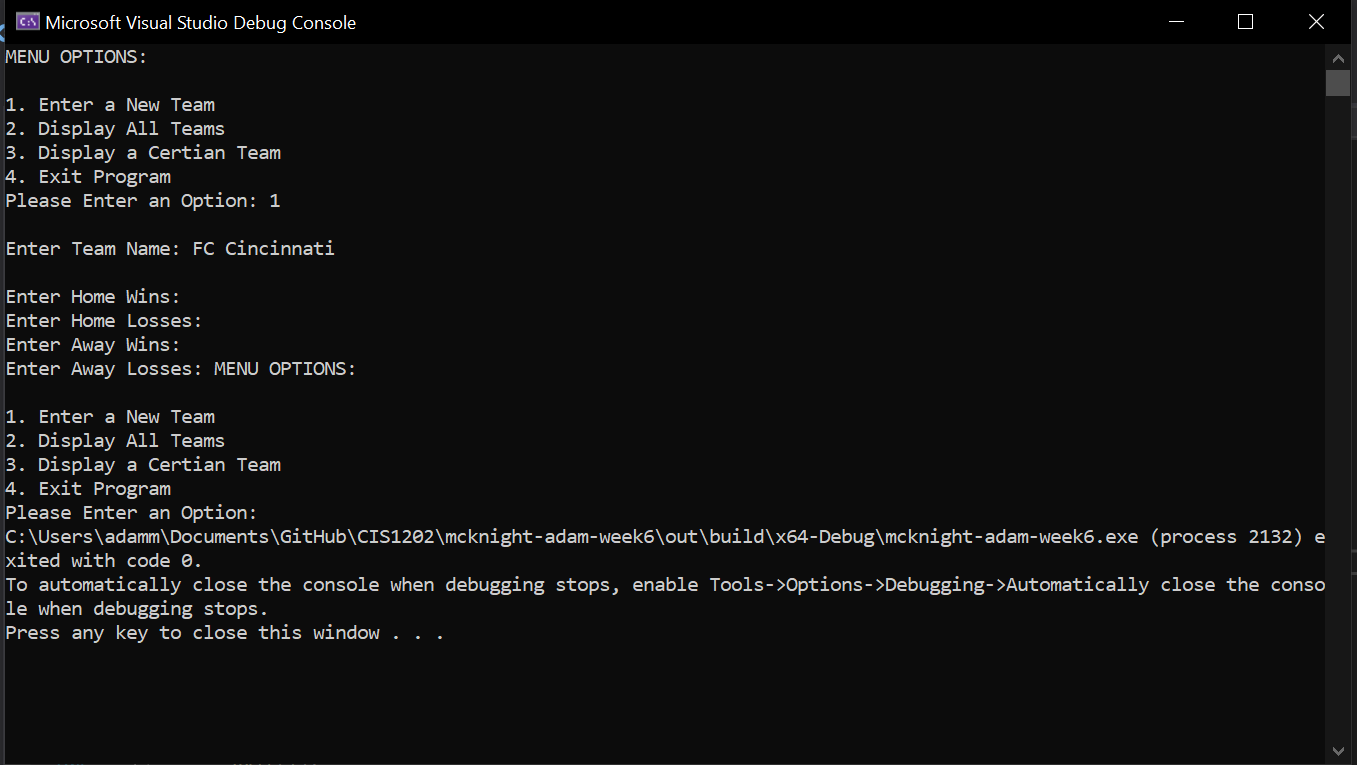 Microsoft Visual Studio Debug Console
MENU OPTIONS:
1. Enter a New Team
2. Display All Teams
3. Display a Certian Team
4. Exit Program
Please Enter an Option: 1
Enter Team Name: FC Cincinnati
Enter Home Wins:
Enter Home Losses:
Enter Away Wins:
Enter Away Losses: MENU OPTIONS:
1. Enter a New Team
2. Display All Teams
3. Display a Certian Team
4. Exit Program
Please Enter an Option:
C:\Users\adamm\Documents\GitHub\CIS1202\mcknight-adam-week6\out\build\x64-Debug\mcknight-adam-week6.exe (process 2132) e
xited with code 0.
To automatically close the console when debugging stops, enable Tools->Options->Debugging->Automatically close the conso
le when debugging stops.
Press any key to close this window . . .